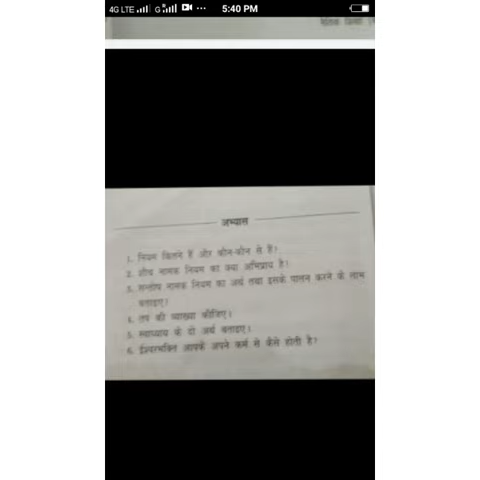 4G LTE G 5:40 PM
नैतिक शिक्षा
अभ्यास
1. नियम कितने हैं और कौन-कौन से हैं?
2. शौच नामक नियम का क्या अभिप्राय है?
3. सन्तोष नामक नियम का अर्थ तथा इसके पालन करने के लाभ
बताइए।
4. तप की व्याख्या कीजिए।
5. स्वाध्याय के दो अर्थ बताइए।
6. ईश्वरभक्ति आपके अपने कर्म से कैसे होती है?